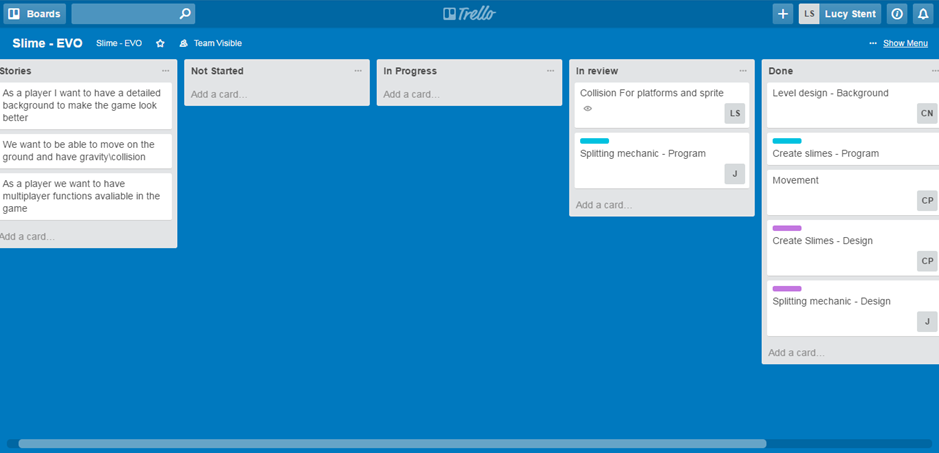 Boards
Trello
LS Lucy Stent
Slime - EVO
Slime - EVO
Team Visible
Show Menu
Stories
As a player I want to have a detailed
background to make the game look
better
We want to be able to move on the
ground and have gravity\collision
As a player we want to have
multiplayer functions avaliable in the
game
Add a card...
Not Started
Add a card...
In Progress
Add a card...
In review
Collision For platforms and sprite
LS
Splitting mechanic - Program
J
Add a card...
Done
Level design - Background
CN
Create slimes - Program
Movement
CP
Create Slimes - Design
CP
Splitting mechanic - Design
J
Add a card...